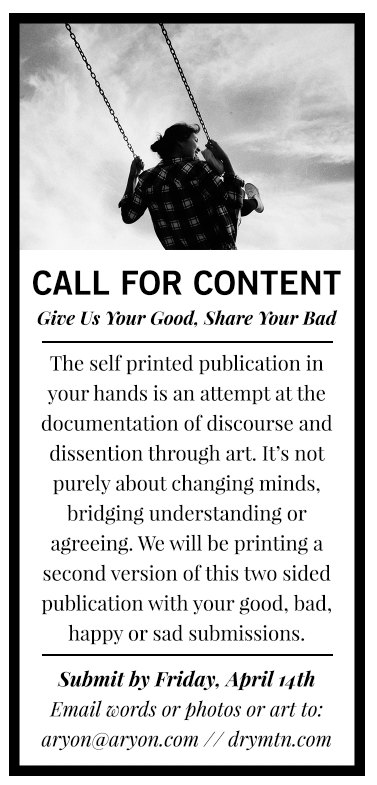 CALL FOR CONTENT
Give Us Your Good, Share Your Bad
The self printed publication in
your hands is an attempt at the
documentation of discourse and
dissention through art. It’s not
purely about changing minds,
bridging understanding or
agreeing. We will be printing a
second version of this two sided
publication with your good, bad,
happy or sad submissions.
Submit by Friday, April 14th
Email words or photos or art to:
aryon@aryon.com // drymtn.com